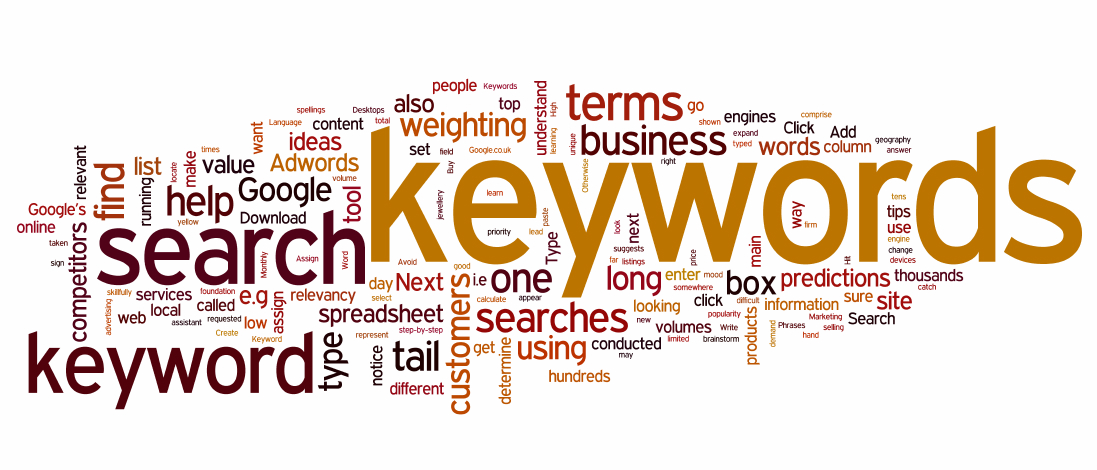 people
Keywords
also
top
understand
High
terms
go
spellings
Desktops
engines
comprise
Language
content
total
weighting
shown
want
ideas
set
field
Google.co.uk
learning
unique
business
expand
Click
Add
typed
words
column
geography
answer
relevant
times
list
locate
make
value
Adwords
Buy
Otherwise
right
find
running
help
Google
volume
tool
keywords
jewellery
learn
tens
Google's
yellow
Download
paste
way
tips
online
search
priority
lead
look
next
firm
use
taken
engine
competitors
Monthly
Assign
Word
Avoid
Type
suggests
main
change
sign
good
far
listings
price
Hit
devices
skillfully
services
foundation
e.g
relevancy
day
Next
i.e
one
long
enter
mood
box
predictions
thousands
somewhere
catch
select
customers
calculate
appear
advertising
web
local
called
assign
spreadsheet
searches
looking
click
difficult
information
sure
site
assistant
requested
low
step-by-step
new
volumes
popularity
Write
products
demand
Phrases
Marketing
selling
Search
Create
Keyword
represent
limited
brainstorm
hand
keyword
type
notice
tail
get
determine
using
conducted
may
different
hundreds